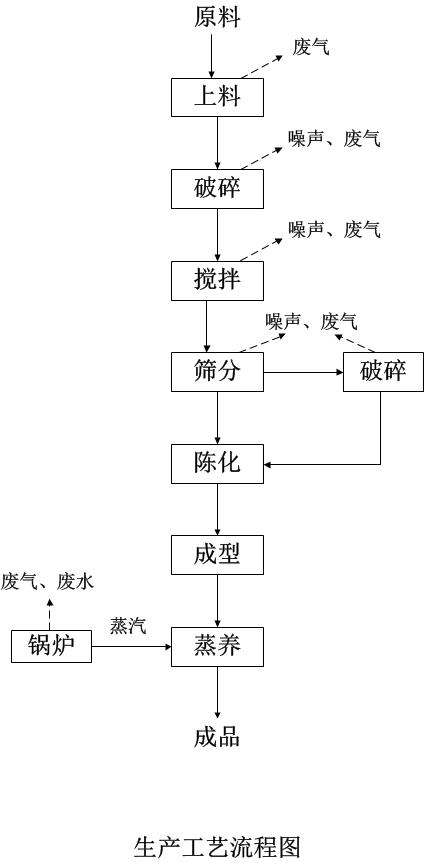 原料
废气
上料
噪声、废气
破碎
噪声、废气
搅拌
噪声、废气
筛分
破碎
陈化
成型
废气、废水
蒸汽
锅炉
蒸养
成品
生产工艺流程图